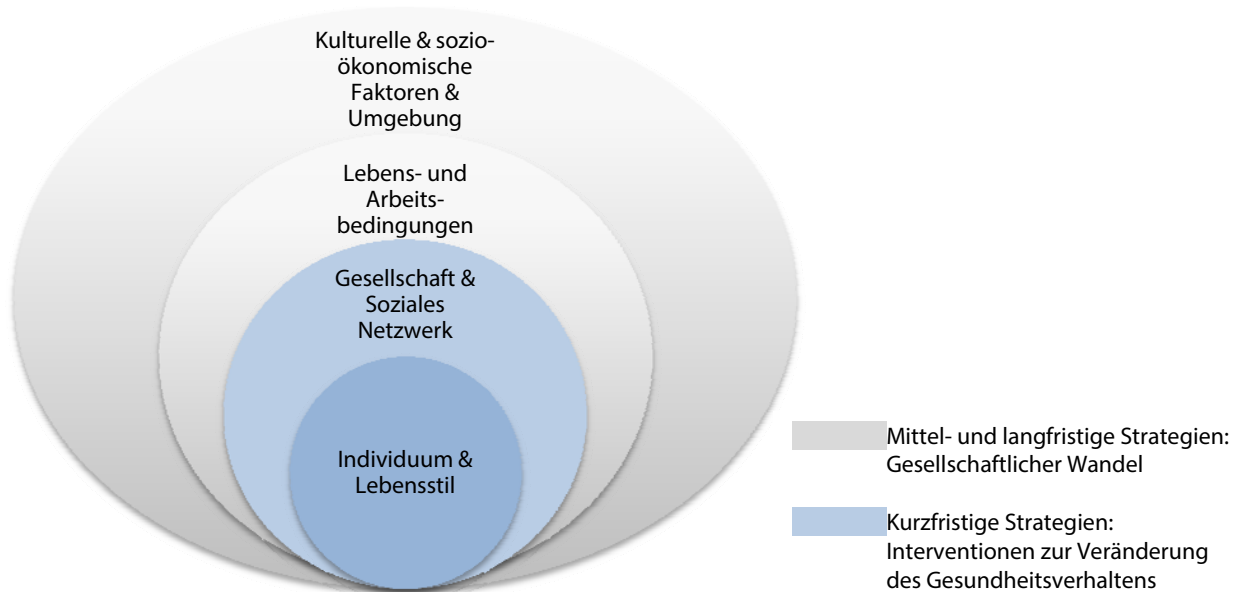 Kulturelle & sozio-
ökonomische
Faktoren &
Umgebung
Lebens- und
Arbeits-
bedingungen
Gesellschaft &
Soziales
Netzwerk
Individuum &
Lebensstil
Mittel- und langfristige Strategien:
Gesellschaftlicher Wandel
Kurzfristige Strategien:
Interventionen zur Veränderung
des Gesundheitsverhaltens